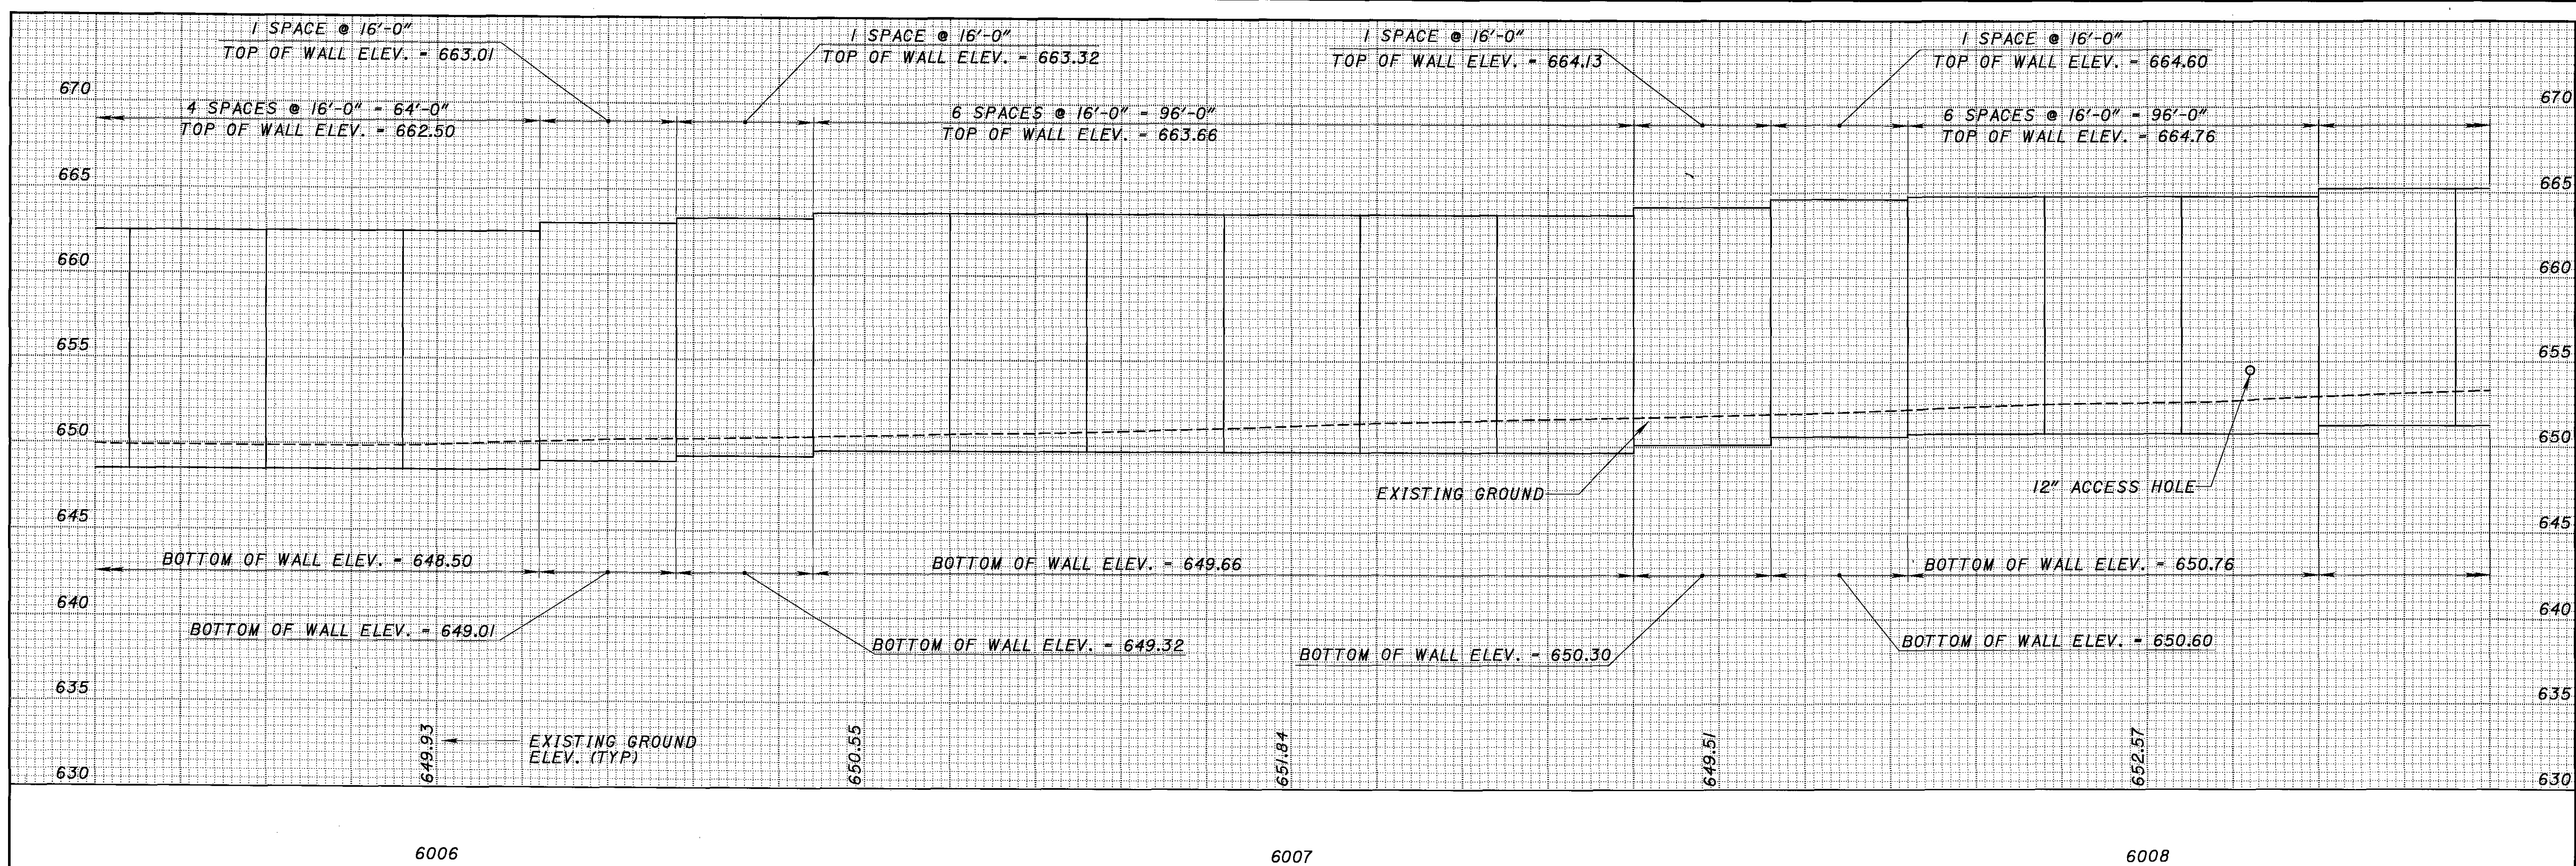 1 SPACE @ 16'-0"
TOP OF WALL ELEV. = 663.01
1 SPACE @ 16'-0"
TOP OF WALL ELEV. = 663.32
1 SPACE @ 16'-0"
TOP OF WALL ELEV. = 664.13
1 SPACE @ 16'-0"
TOP OF WALL ELEV. = 664.60
670
4 SPACES @ 16'-0" = 64'-0"
TOP OF WALL ELEV. = 662.50
6 SPACES @ 16'-0" = 96'-0"
TOP OF WALL ELEV. = 663.66
6 SPACES @ 16'-0" = 96'-0"
TOP OF WALL ELEV. = 664.76
670
665
665
660
660
655
655
650
650
EXISTING GROUND
12" ACCESS HOLE
645
645
BOTTOM OF WALL ELEV. = 648.50
BOTTOM OF WALL ELEV. = 649.66
BOTTOM OF WALL ELEV. = 650.76
640
640
BOTTOM OF WALL ELEV. = 649.01
BOTTOM OF WALL ELEV. = 649.32
BOTTOM OF WALL ELEV. = 650.30
BOTTOM OF WALL ELEV. = 650.60
635
635
649.93
EXISTING GROUND
ELEV. (TYP)
650.55
651.84
649.51
652.57
630
630
6006
6007
6008